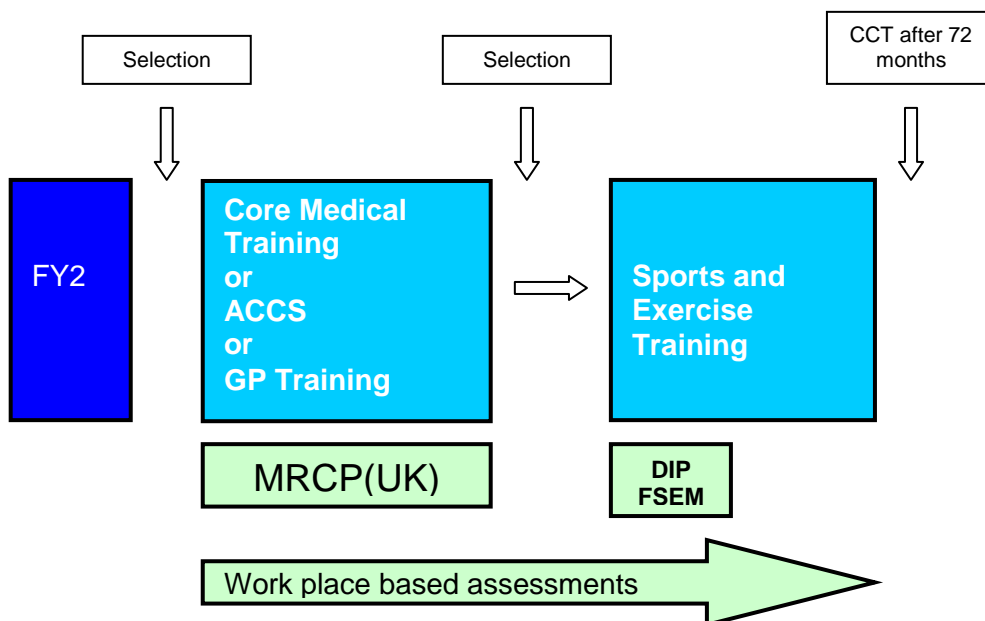 Selection
Selection
CCT after 72
months
FY2
Core Medical
Training
or
ACCS
or
GP Training
Sports and
Exercise
Training
MRCP(UK)
DIP
FSEM
Work place based assessments